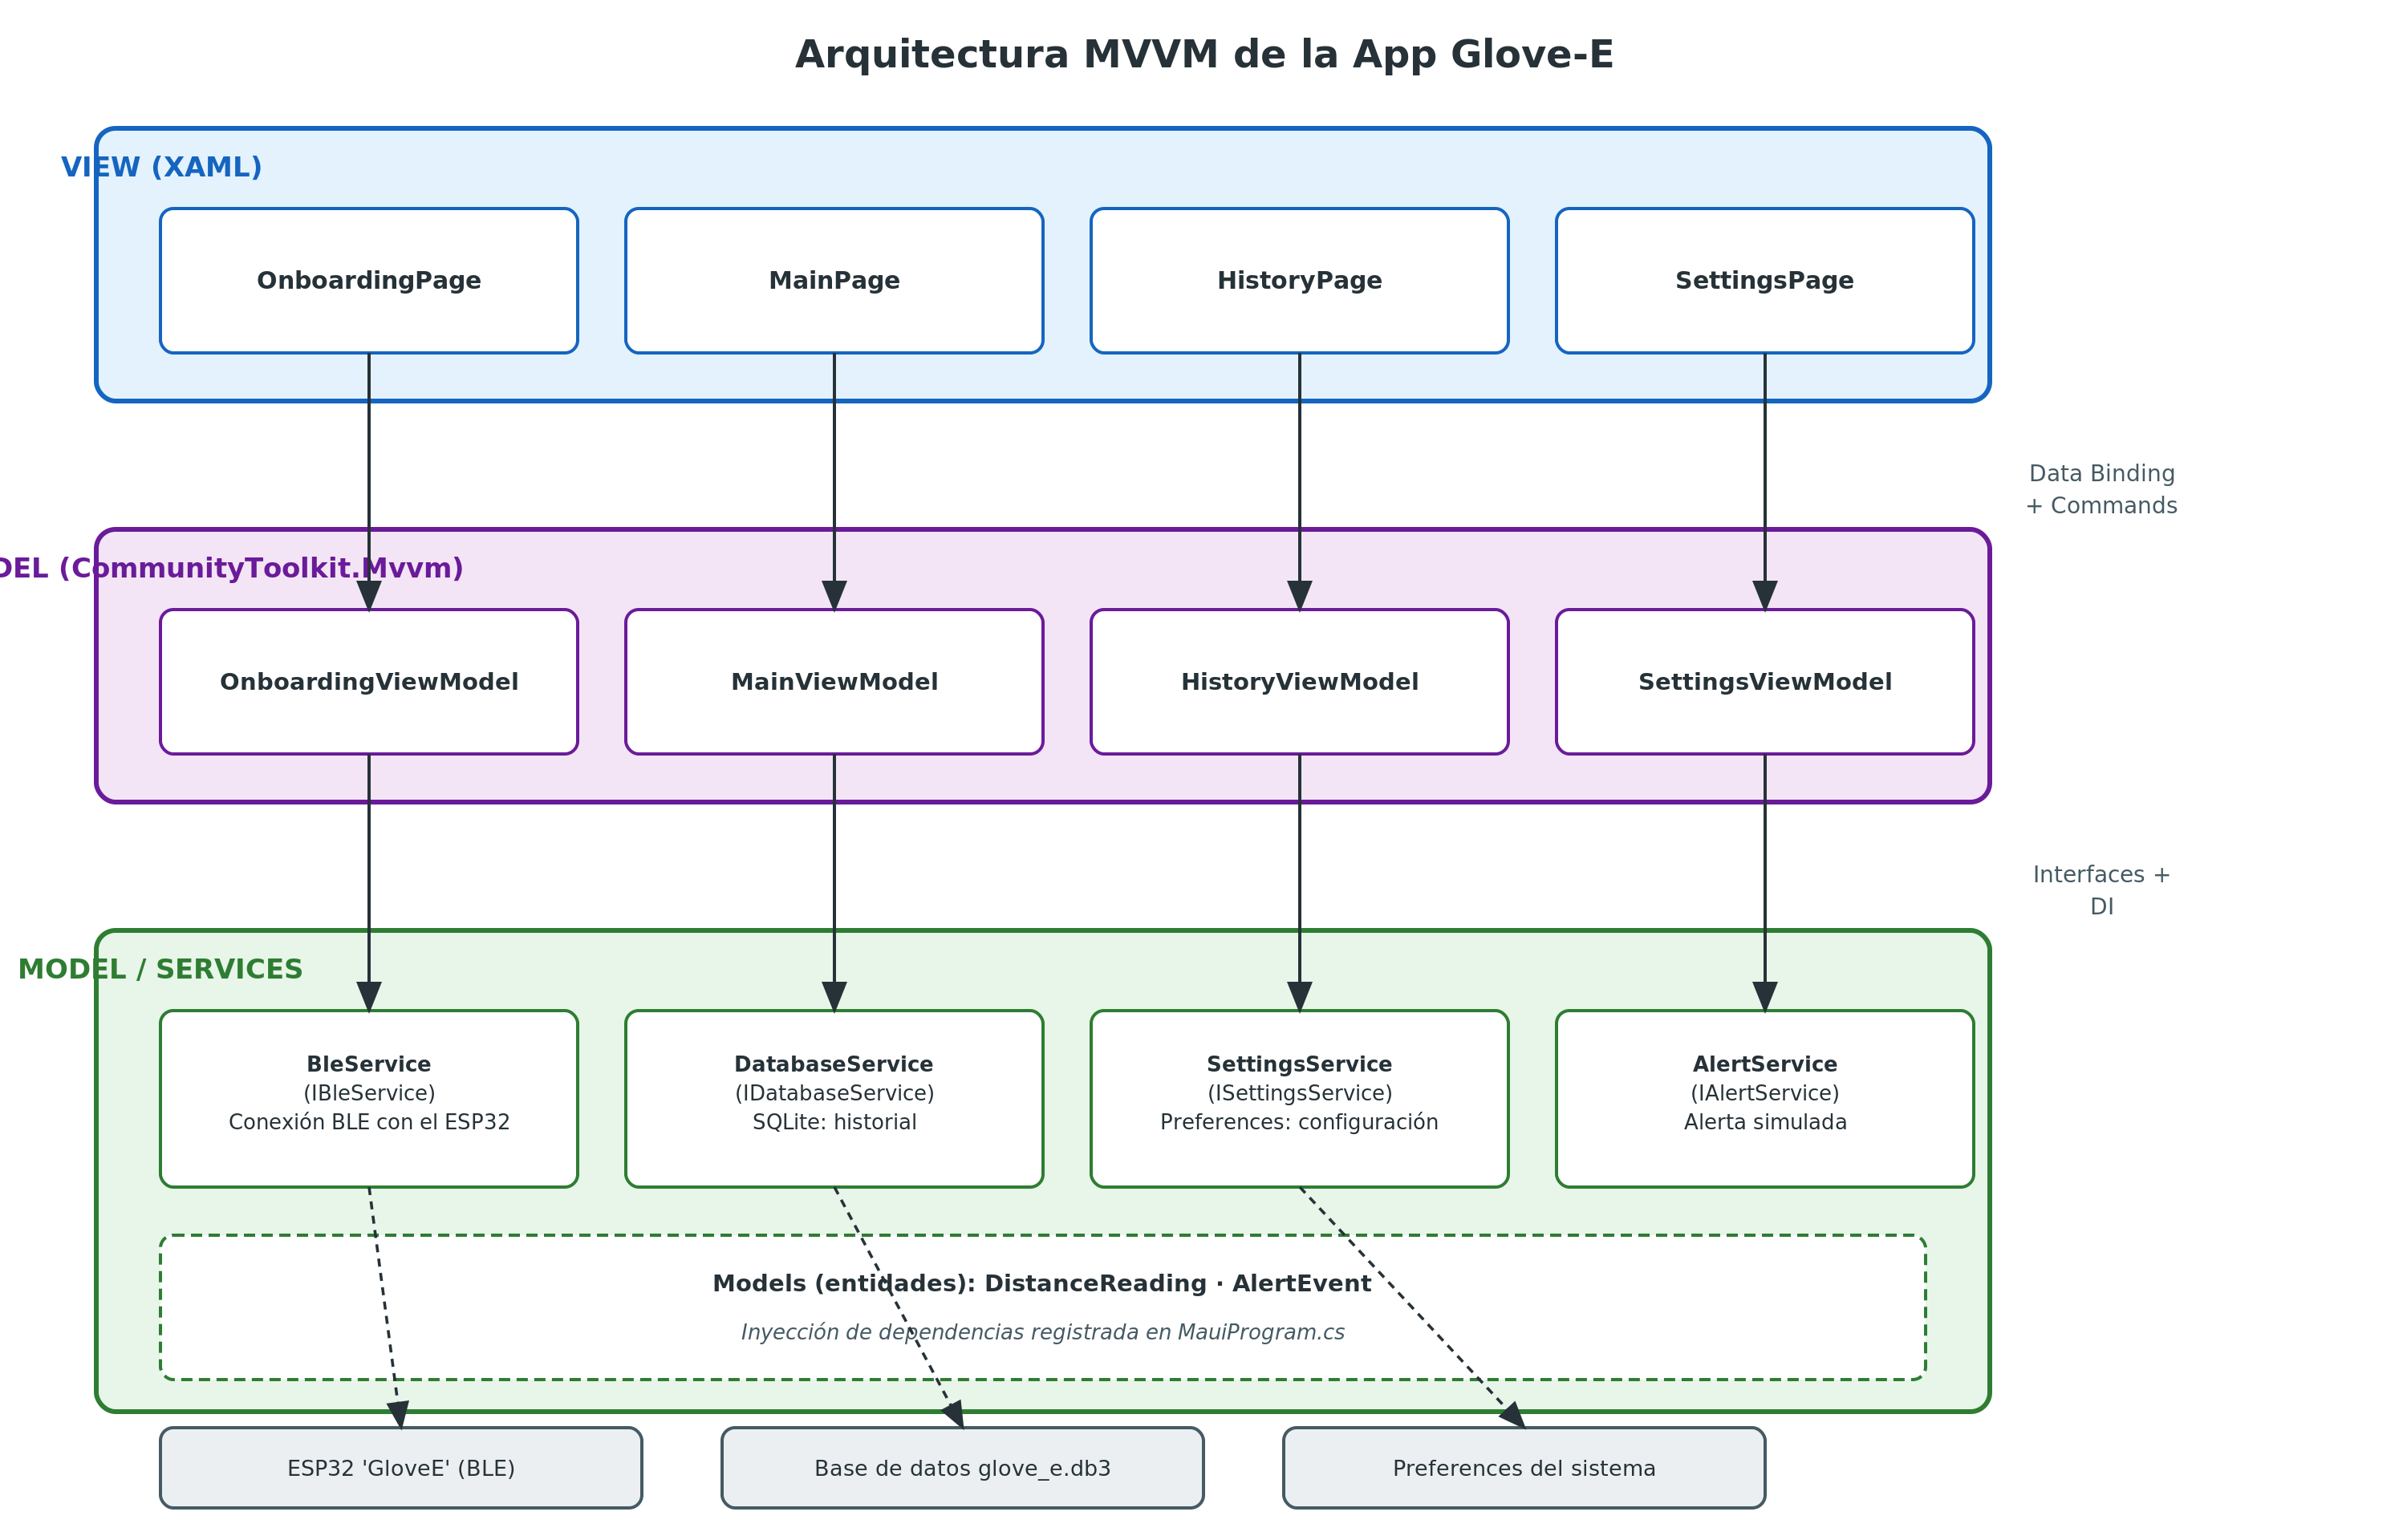 Arquitectura MVVM de la App Glove-E
VIEW (XAML)
OnboardingPage
MainPage
HistoryPage
SettingsPage
Data Binding
+ Commands
(CommunityToolkit.Mvvm)
OnboardingViewModel
MainViewModel
HistoryViewModel
SettingsViewModel
Interfaces +
DI
MODEL / SERVICES
BleService
(IBleService)
Conexión BLE con el ESP32
DatabaseService
(IDatabaseService)
SQLite: historial
SettingsService
(ISettingsService)
Preferences: configuración
AlertService
(IAlertService)
Alerta simulada
Models (entidades): DistanceReading · AlertEvent
Inyección de dependencias registrada en MauiProgram.cs
ESP32 'GloveE' (BLE)
Base de datos glove_e.db3
Preferences del sistema